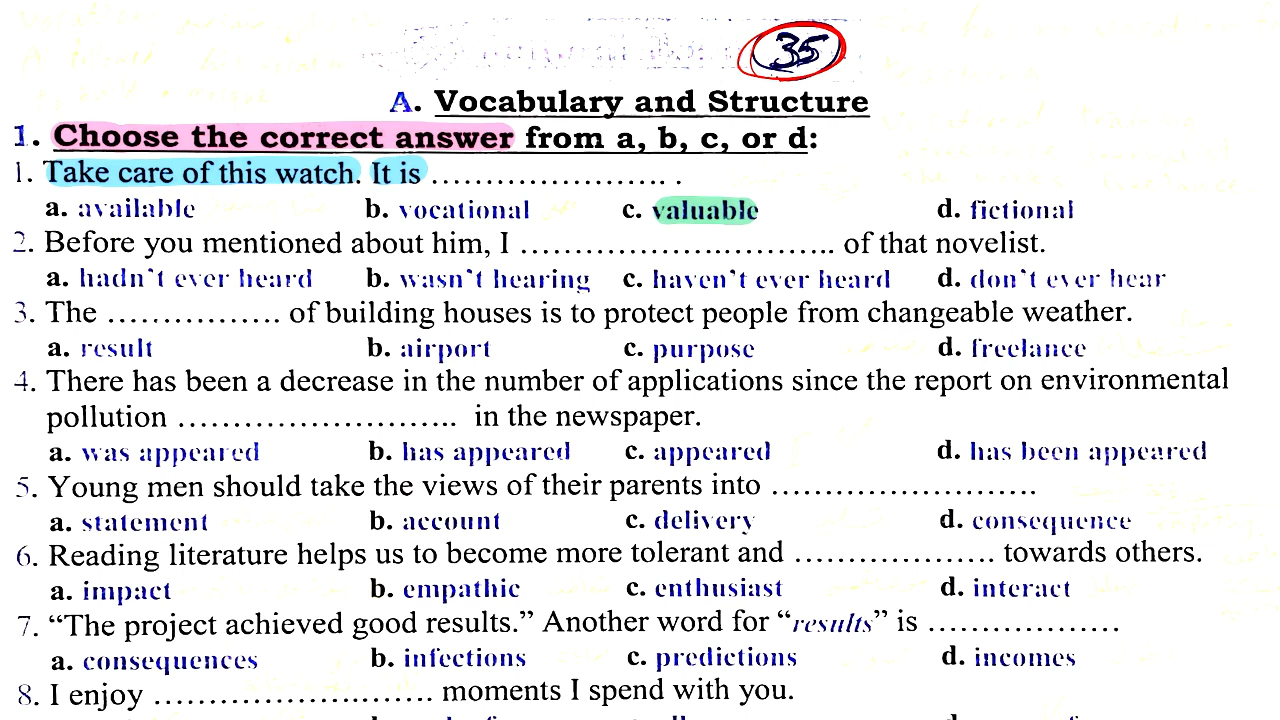 35
A. Vocabulary and Structure
1. Choose the correct answer from a, b, c, or d:
1. Take care of this watch. It is ........................ .
a. available b. vocational c. valuable d. fictional
2. Before you mentioned about him, I ................................ of that novelist.
a. hadn't ever heard b. wasn't hearing c. haven't ever heard d. don't ever hear
3. The ................ of building houses is to protect people from changeable weather.
a. result b. airport c. purpose d. freelance
4. There has been a decrease in the number of applications since the report on environmental
pollution .......................... in the newspaper.
a. was appeared b. has appeared c. appeared d. has been appeared
5. Young men should take the views of their parents into ........................
a. statement b. account c. delivery d. consequence
6. Reading literature helps us to become more tolerant and .................. towards others.
a. impact b. empathic c. enthusiast d. interact
7. “The project achieved good results.” Another word for “results” is ..................
a. consequences b. infections c. predictions d. incomes
8. I enjoy .......................... moments I spend with you.